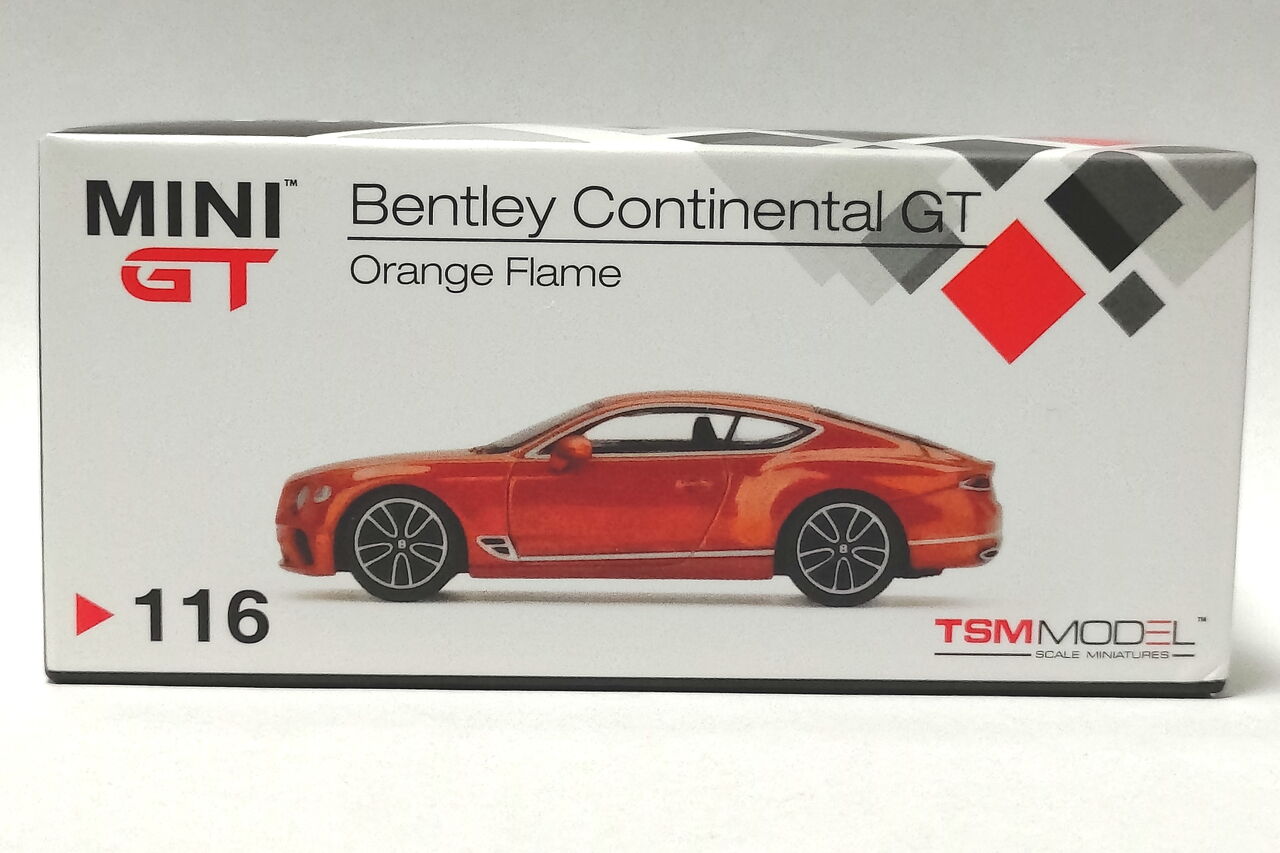 MINI™
GT
Bentley Continental GT
Orange Flame
116
TSMMODEL™
SCALE MINIATURES